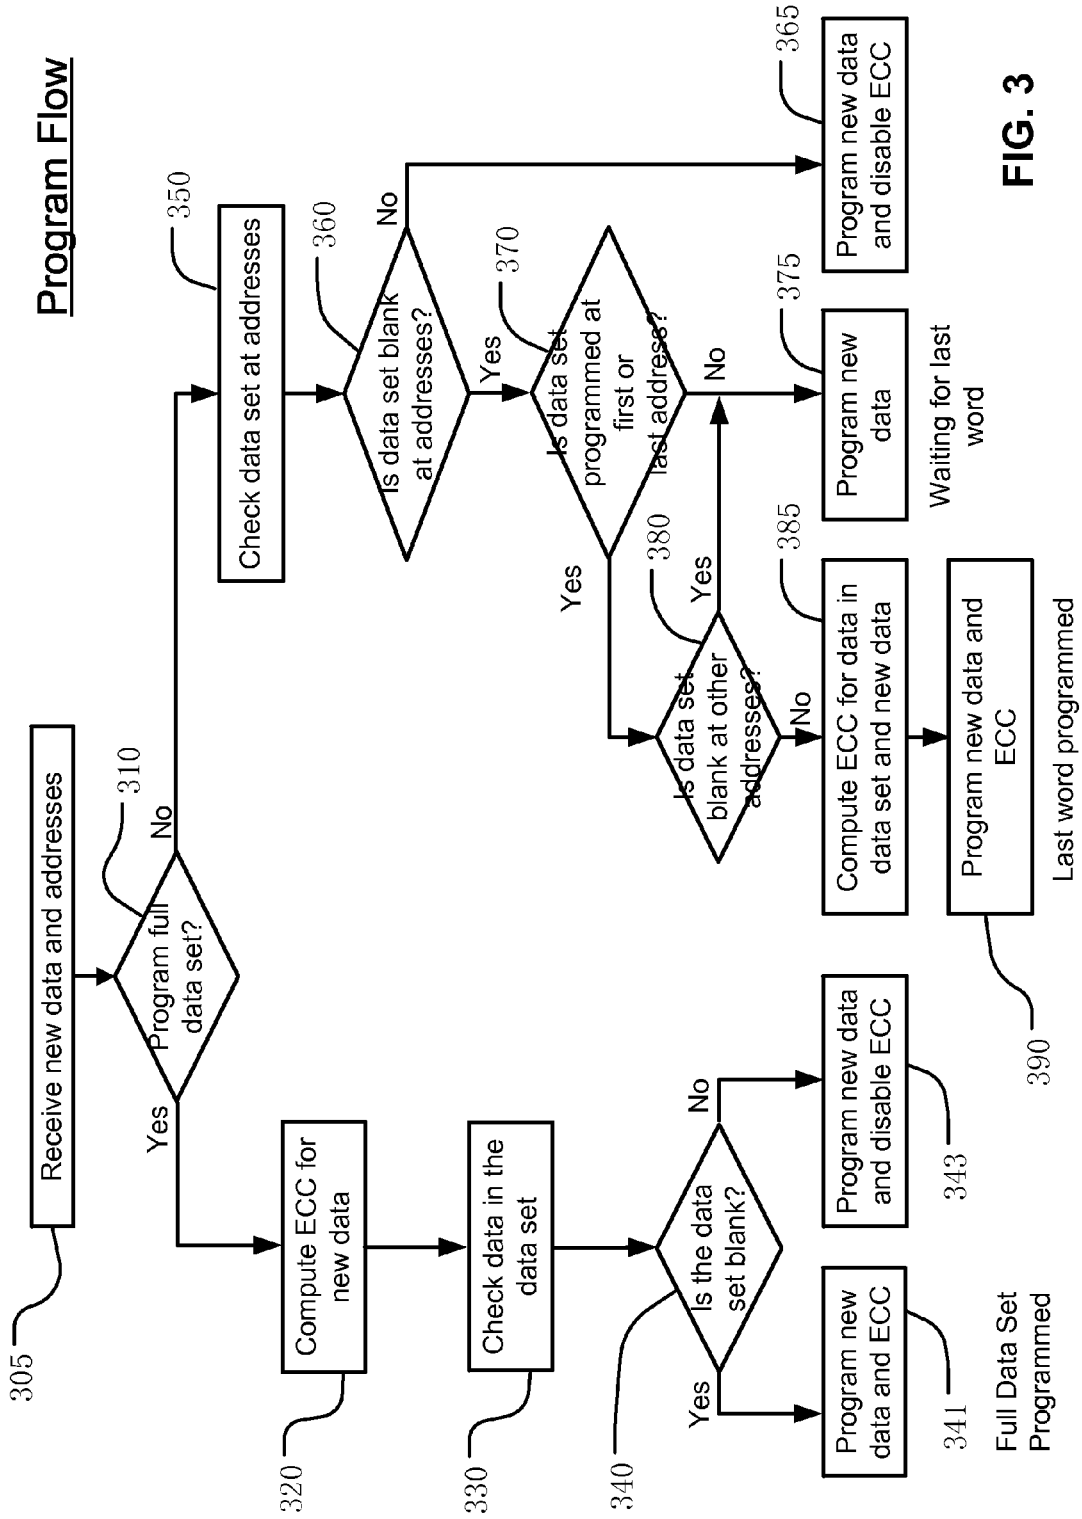 Program Flow
305
Receive new data and addresses
310
Program full
data set?
Yes
No
320
Compute ECC for
new data
330
Check data in the
data set
340
Is the data
set blank?
Yes
No
Program new
data and ECC
341
Full Data Set
Programmed
Program new data
and disable ECC
343
350
Check data set at addresses
360
Is data set blank
at addresses?
No
Yes
370
Is data set
programmed at
first or
last address?
Yes
No
380
Is data set
blank at other
addresses?
Yes
No
385
Compute ECC for data in
data set and new data
Program new data and
ECC
390
Last word programmed
375
Program new
data
Waiting for last
word
365
Program new data
and disable ECC
FIG. 3